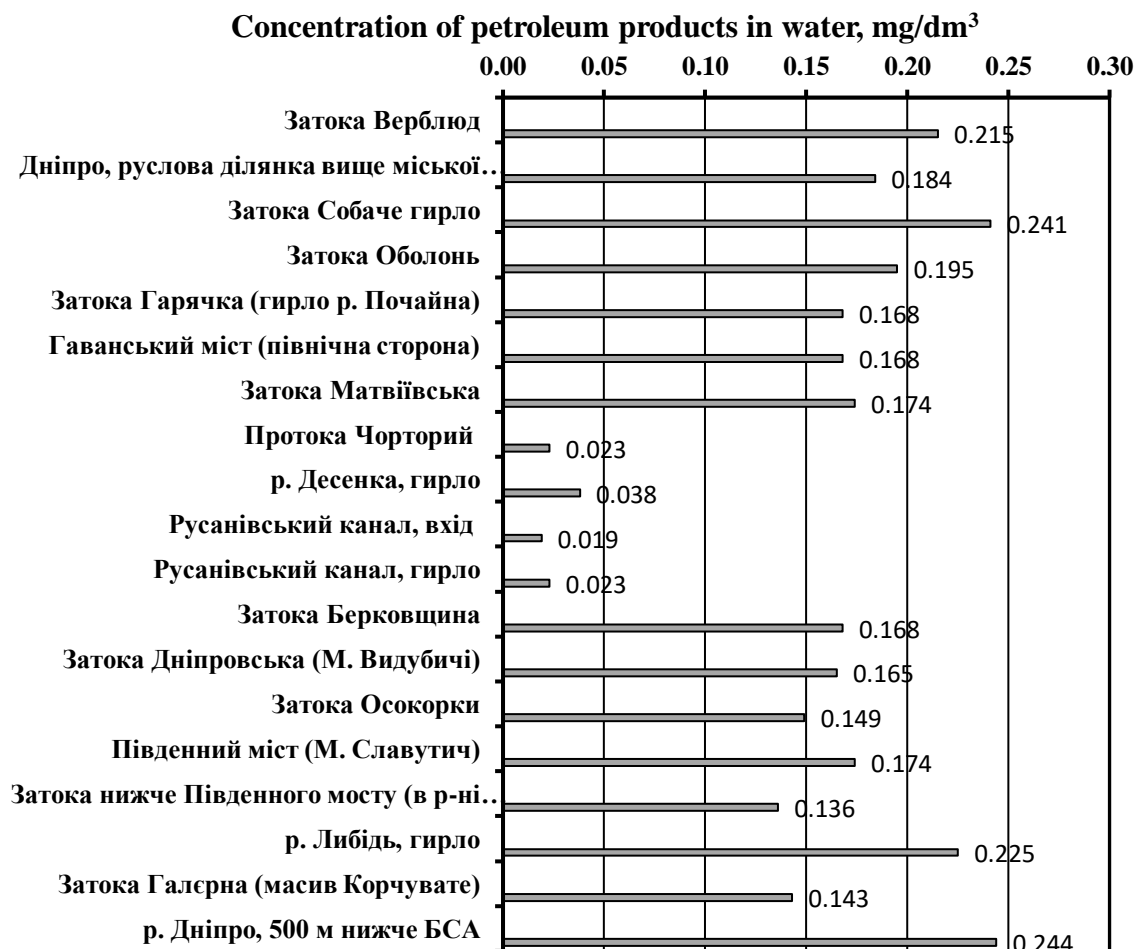 Concentration of petroleum products in water, mg/dm³
0.00 0.05 0.10 0.15 0.20 0.25 0.30
Затока Верблюд 0.215
Дніпро, руслова ділянка вище міської… 0.184
Затока Собаче гирло 0.241
Затока Оболонь 0.195
Затока Гарячка (гирло р. Почайна) 0.168
Гаванський міст (північна сторона) 0.168
Затока Матвіївська 0.174
Протока Чорторий 0.023
р. Десенка, гирло 0.038
Русанівський канал, вхід 0.019
Русанівський канал, гирло 0.023
Затока Берковщина 0.168
Затока Дніпровська (М. Видубичі) 0.165
Затока Осокорки 0.149
Південний міст (М. Славутич) 0.174
Затока нижче Південного мосту (в р-ні… 0.136
р. Либідь, гирло 0.225
Затока Галєрна (масив Корчувате) 0.143
р. Дніпро, 500 м нижче БСА 0.244